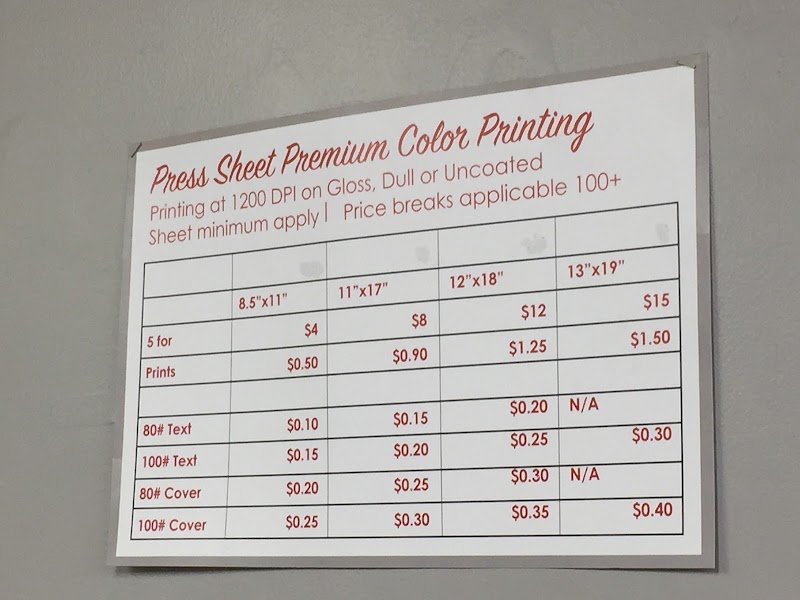 Press Sheet Premium Color Printing
Printing at 1200 DPI on Gloss, Dull or Uncoated
Sheet minimum apply | Price breaks applicable 100+
8.5"x11" 11"x17" 12"x18" 13"x19"
5 for $4 $8 $12 $15
Prints $0.50 $0.90 $1.25 $1.50
80# Text $0.10 $0.15 $0.20 N/A
100# Text $0.15 $0.20 $0.25 $0.30
80# Cover $0.20 $0.25 $0.30 N/A
100# Cover $0.25 $0.30 $0.35 $0.40